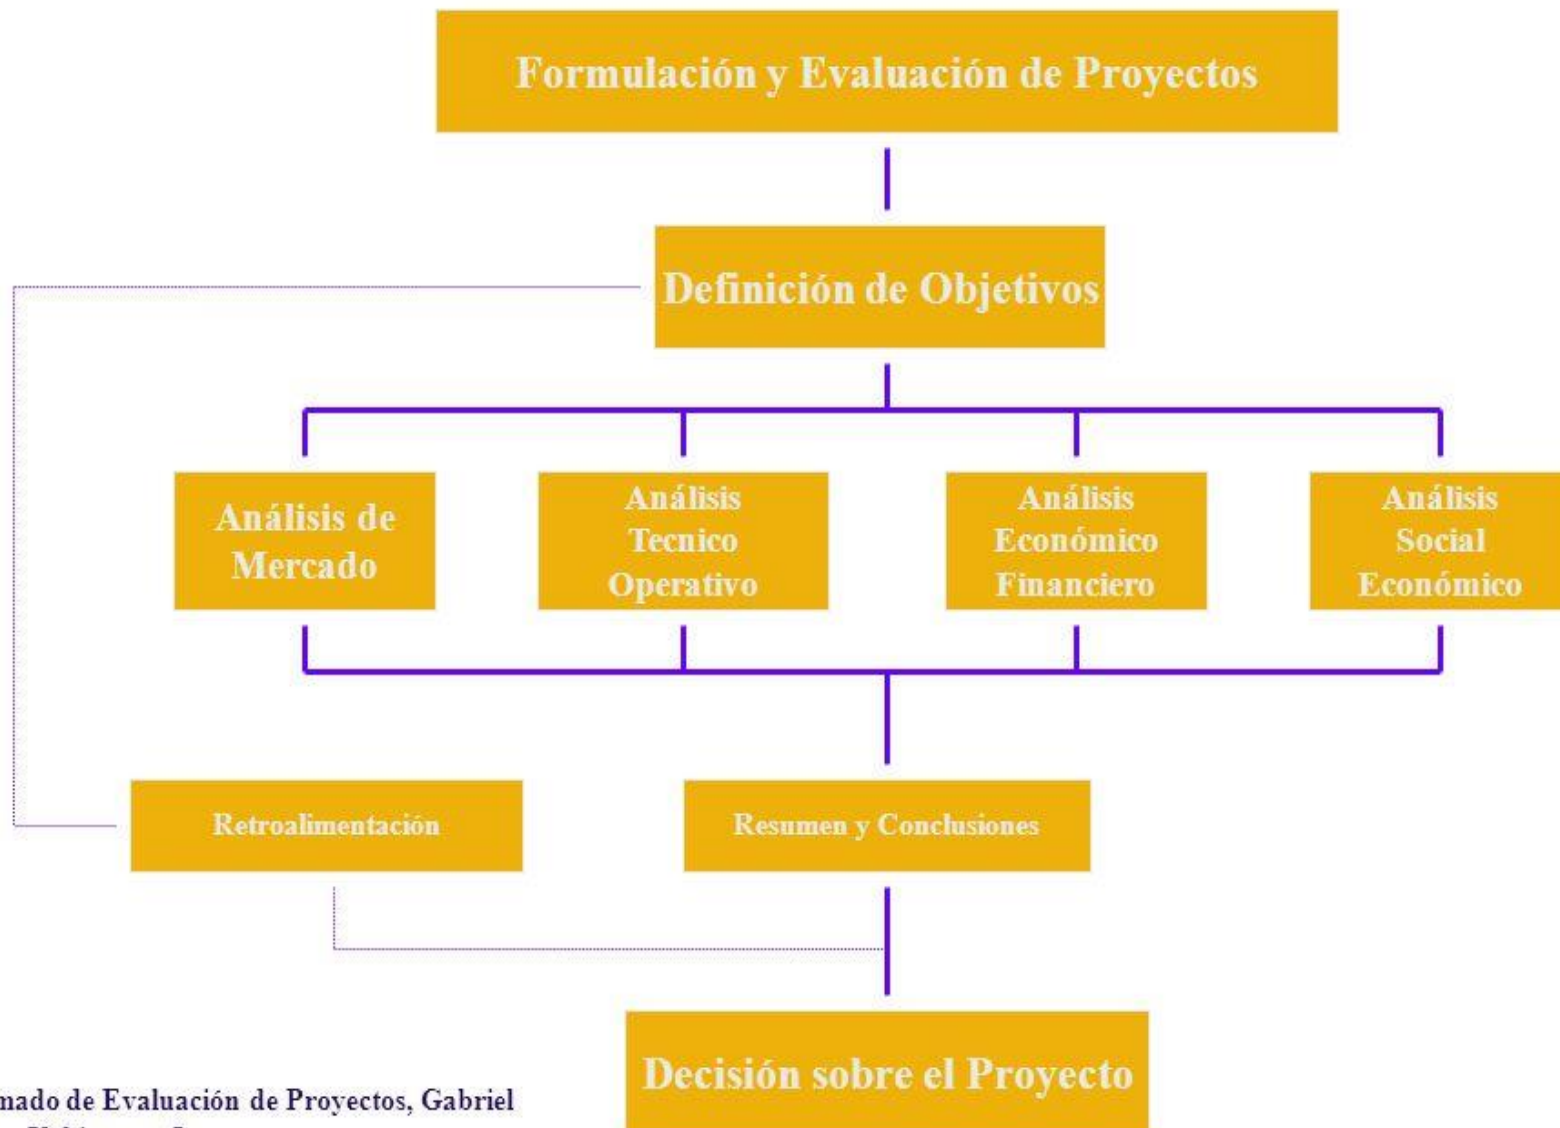 Formulación y Evaluación de Proyectos
Definición de Objetivos
Análisis de
Mercado
Análisis
Tecnico
Operativo
Análisis
Económico
Financiero
Análisis
Social
Económico
Retroalimentación
Resumen y Conclusiones
Decisión sobre el Proyecto
de Evaluación de Proyectos, Gabriel